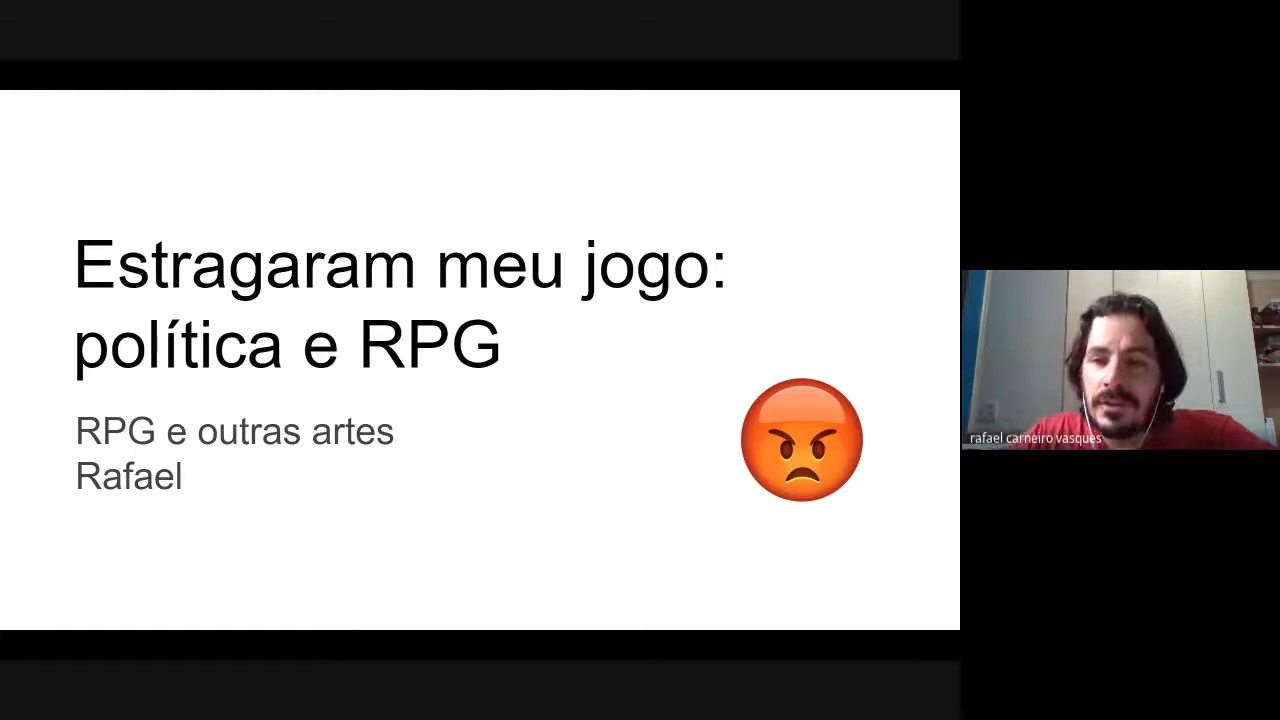 Estragaram meu jogo:
política e RPG
RPG e outras artes
Rafael
rafael carneiro vasques